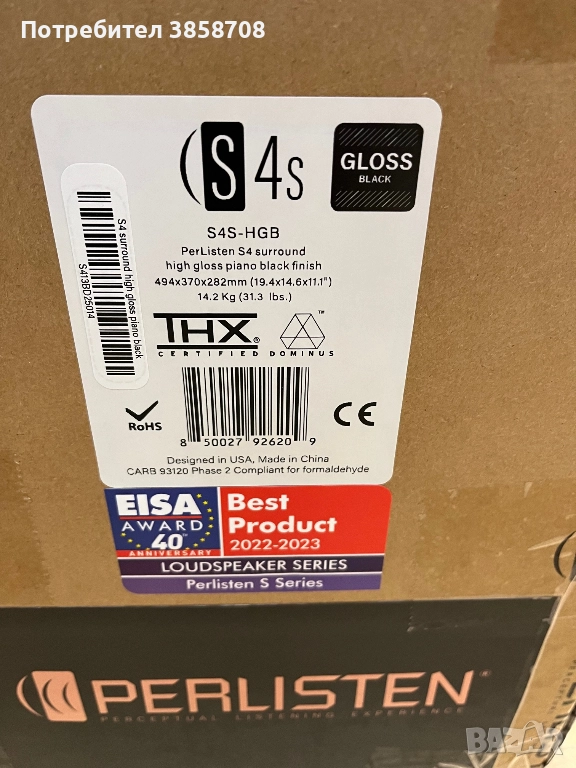 Потребител 3858708
S 4s
GLOSS
BLACK
S4S-HGB
PerListen S4 surround
high gloss piano black finish
494x370x282mm (19.4x14.6x11.1")
14.2 Kg (31.3 lbs.)
S4 surround high gloss piano black
S413BD25014
THX® ™
CERTIFIED DOMINUS
RoHS
8 50027 92620 9
CE
Designed in USA, Made in China
CARB 93120 Phase 2 Compliant for formaldehyde
EISA
AWARD
40TH
ANNIVERSARY
Best
Product
2022-2023
LOUDSPEAKER SERIES
Perlisten S Series
PERLISTEN
PERCEPTUAL LISTENING EXPERIENCE
BAZAR